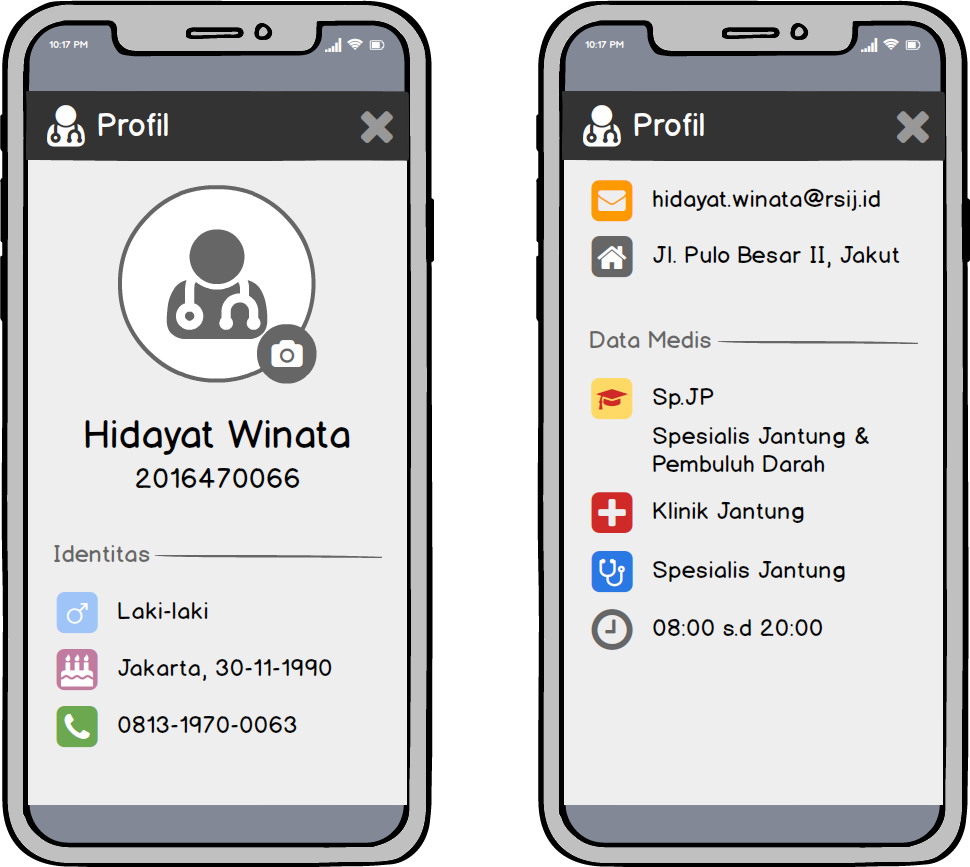 10:17 PM
Profil
Hidayat Winata
2016470066
Identitas
Laki-laki
Jakarta, 30-11-1990
0813-1970-0063
10:17 PM
Profil
hidayat.winata@rsij.id
Jl. Pulo Besar II, Jakut
Data Medis
Sp.JP
Spesialis Jantung &
Pembuluh Darah
Klinik Jantung
Spesialis Jantung
08:00 s.d 20:00